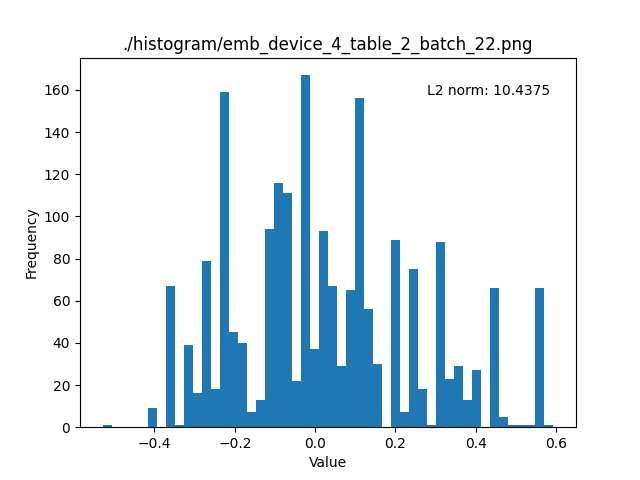 ./histogram/emb_device_4_table_2_batch_22.png
L2 norm: 10.4375
160
140
120
100
80
60
40
20
0
Frequency
−0.4 −0.2 0.0 0.2 0.4 0.6
Value